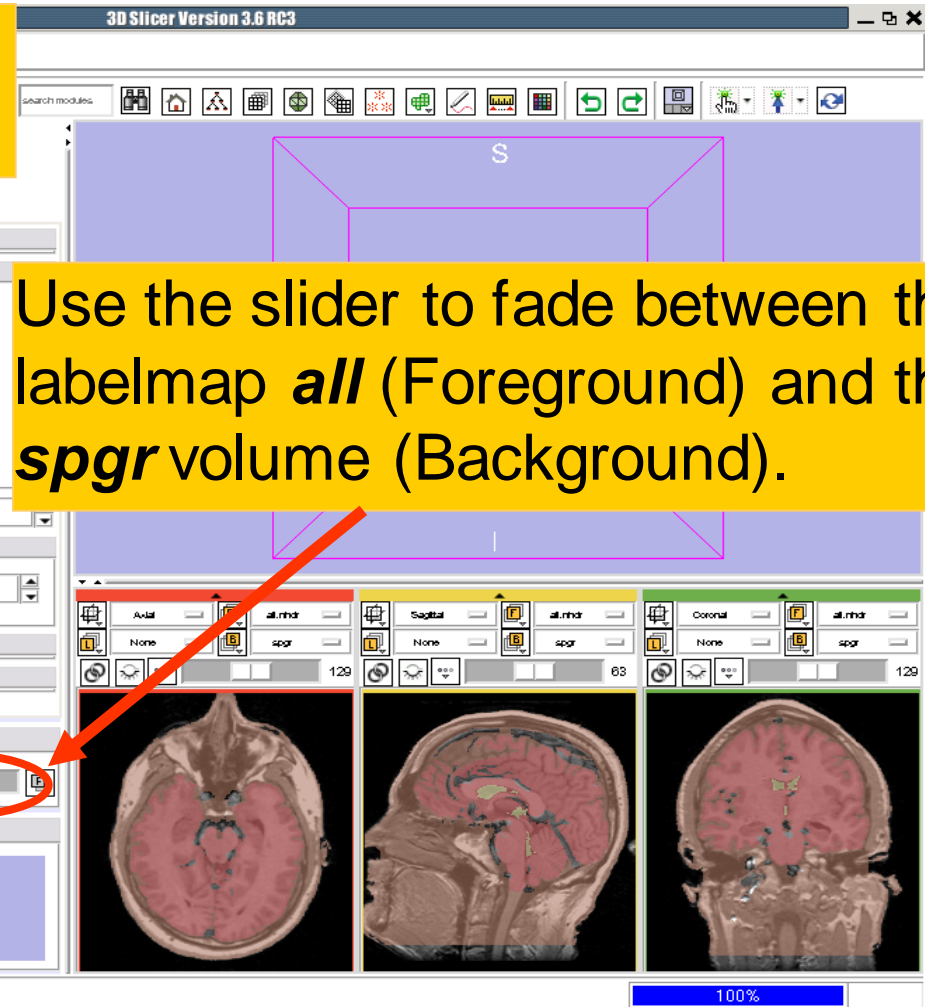 3D Slicer Version 3.6 RC3
search modules
S
Use the slider to fade between th
labelmap all (Foreground) and th
spgr volume (Background).
I
Axial F all.nhdr
L None B spgr
129
Sagittal F all.nhdr
L None B spgr
63
Coronal F all.nhdr
L None B spgr
129
F
100%